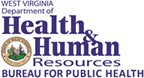 WEST VIRGINIA
Department of
Health
& Human
Resources
BUREAU FOR PUBLIC HEALTH